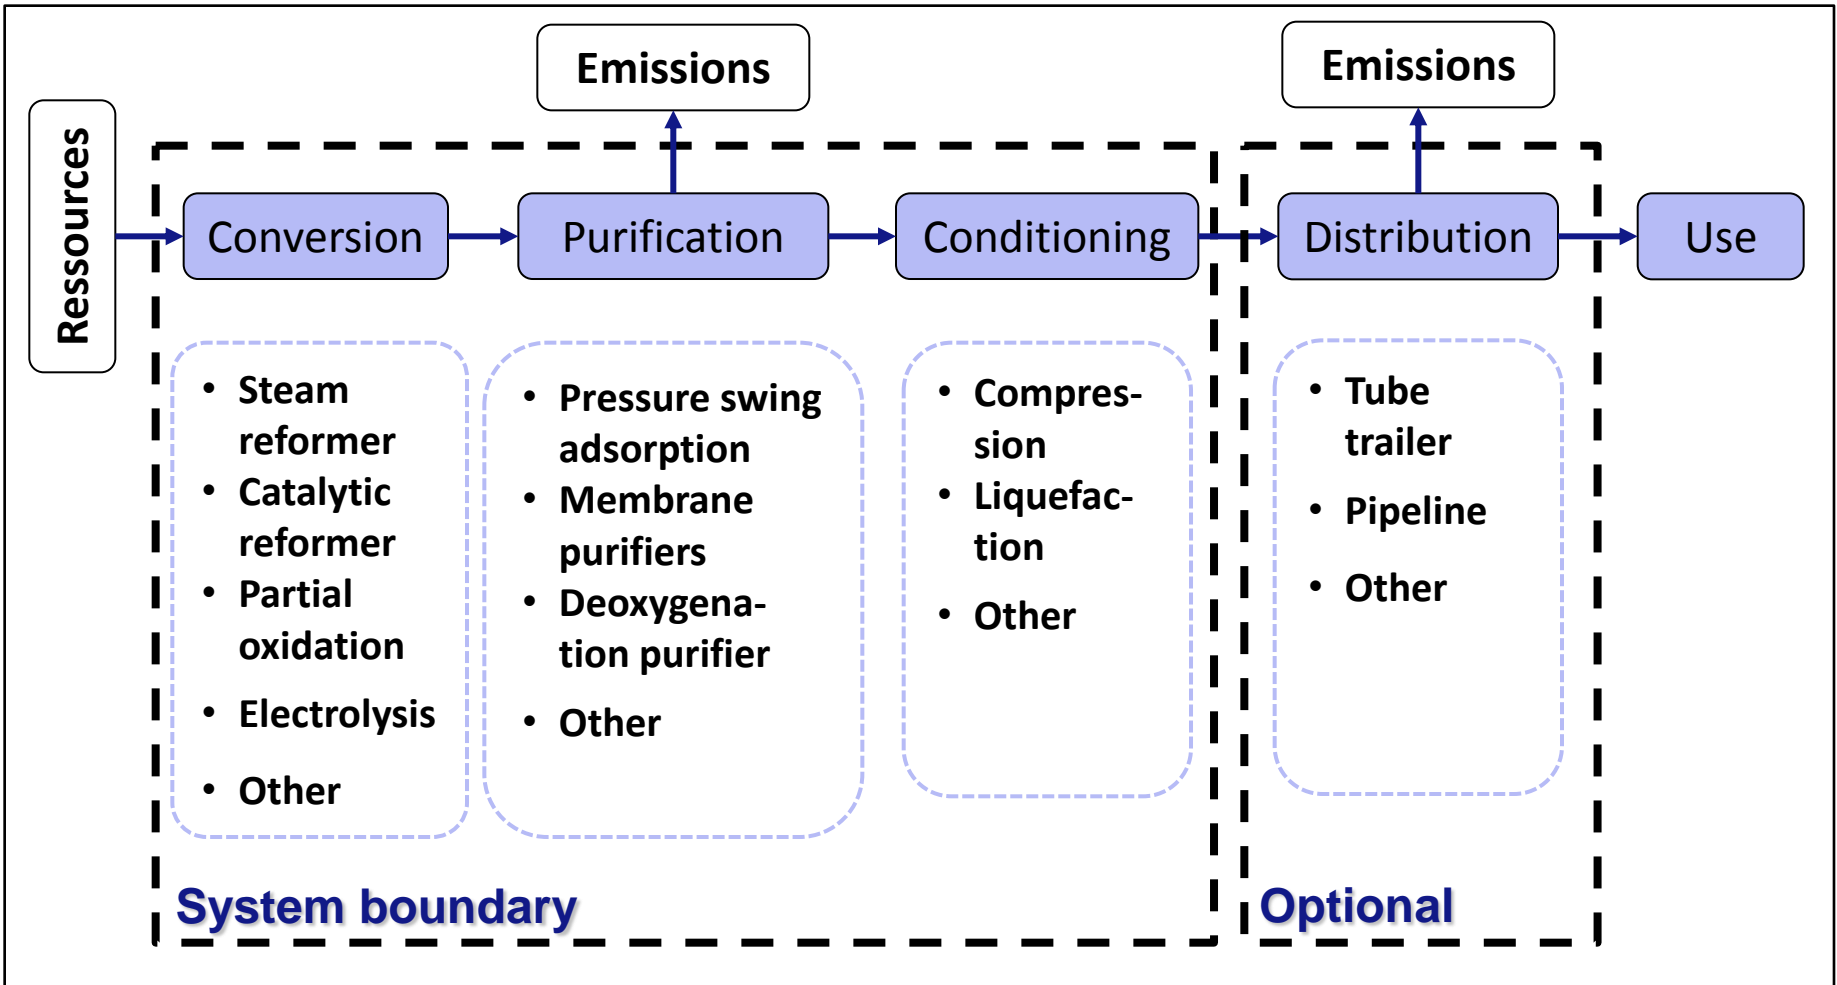 Emissions
Emissions
Ressources
Conversion
Purification
Conditioning
Distribution
Use
• Steam
reformer
• Catalytic
reformer
• Partial
oxidation
• Electrolysis
• Other
• Pressure swing
adsorption
• Membrane
purifiers
• Deoxygena-
tion purifier
• Other
• Compres-
sion
• Liquefac-
tion
• Other
• Tube
trailer
• Pipeline
• Other
System boundary
Optional